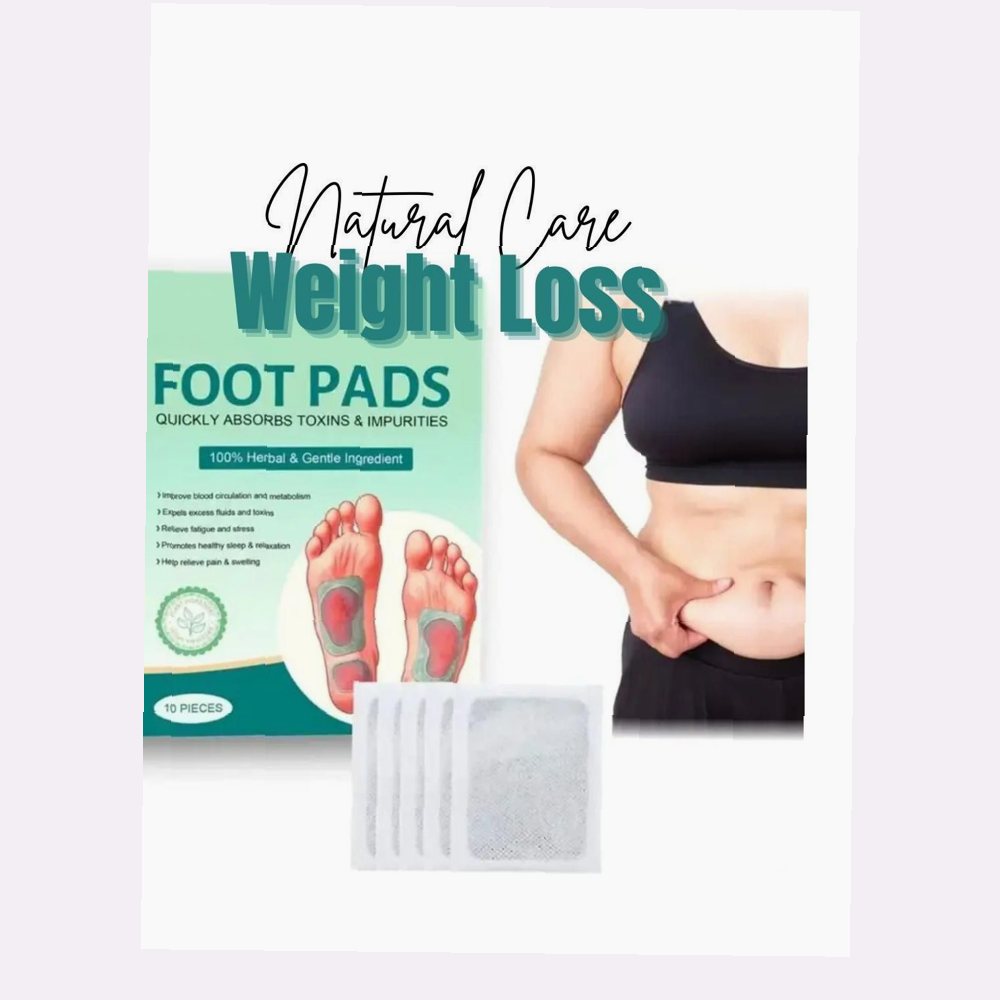 Natural Care
Weight Loss
FOOT PADS
QUICKLY ABSORBS TOXINS & IMPURITIES
100% Herbal & Gentle Ingredient
Improve blood circulation and metabolism
Expels excess fluids and toxins
Relieve fatigue and stress
Promotes healthy sleep & relaxation
Help relieve pain & swelling
10 PIECES